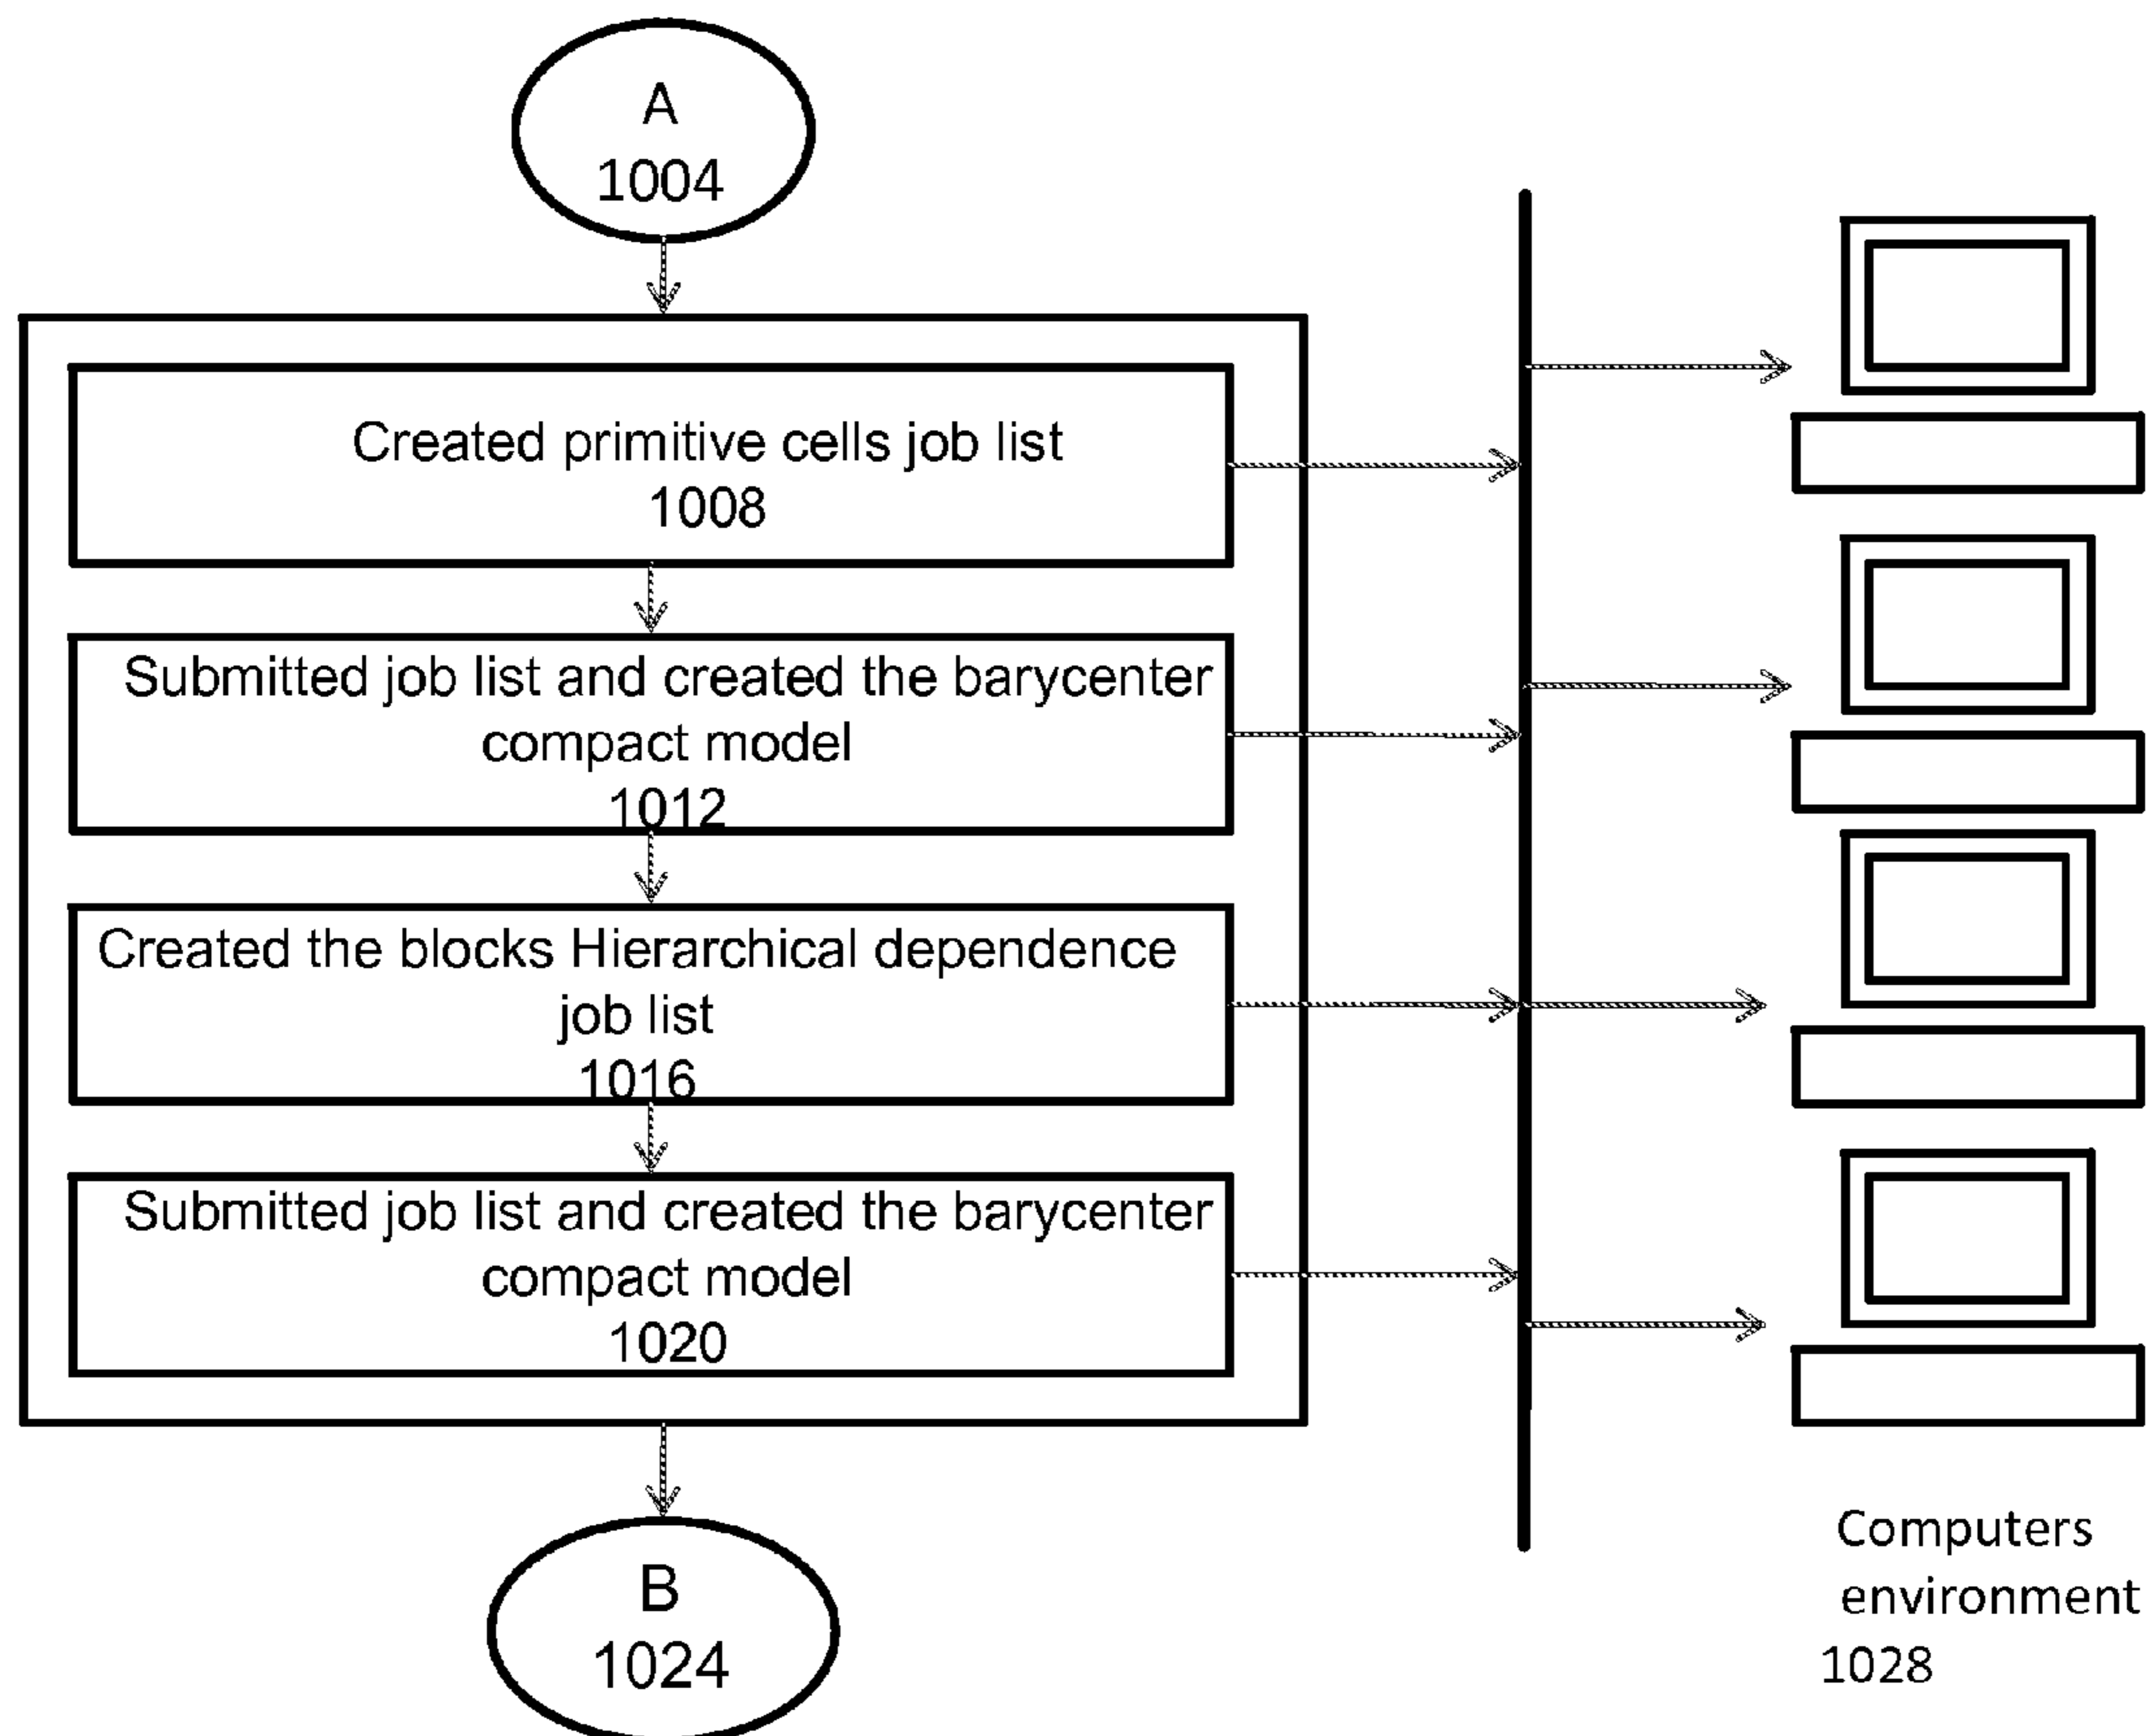 A
1004
Created primitive cells job list
1008
Submitted job list and created the barycenter
compact model
1012
Created the blocks Hierarchical dependence
job list
1016
Submitted job list and created the barycenter
compact model
1020
B
1024
Computers
environment
1028